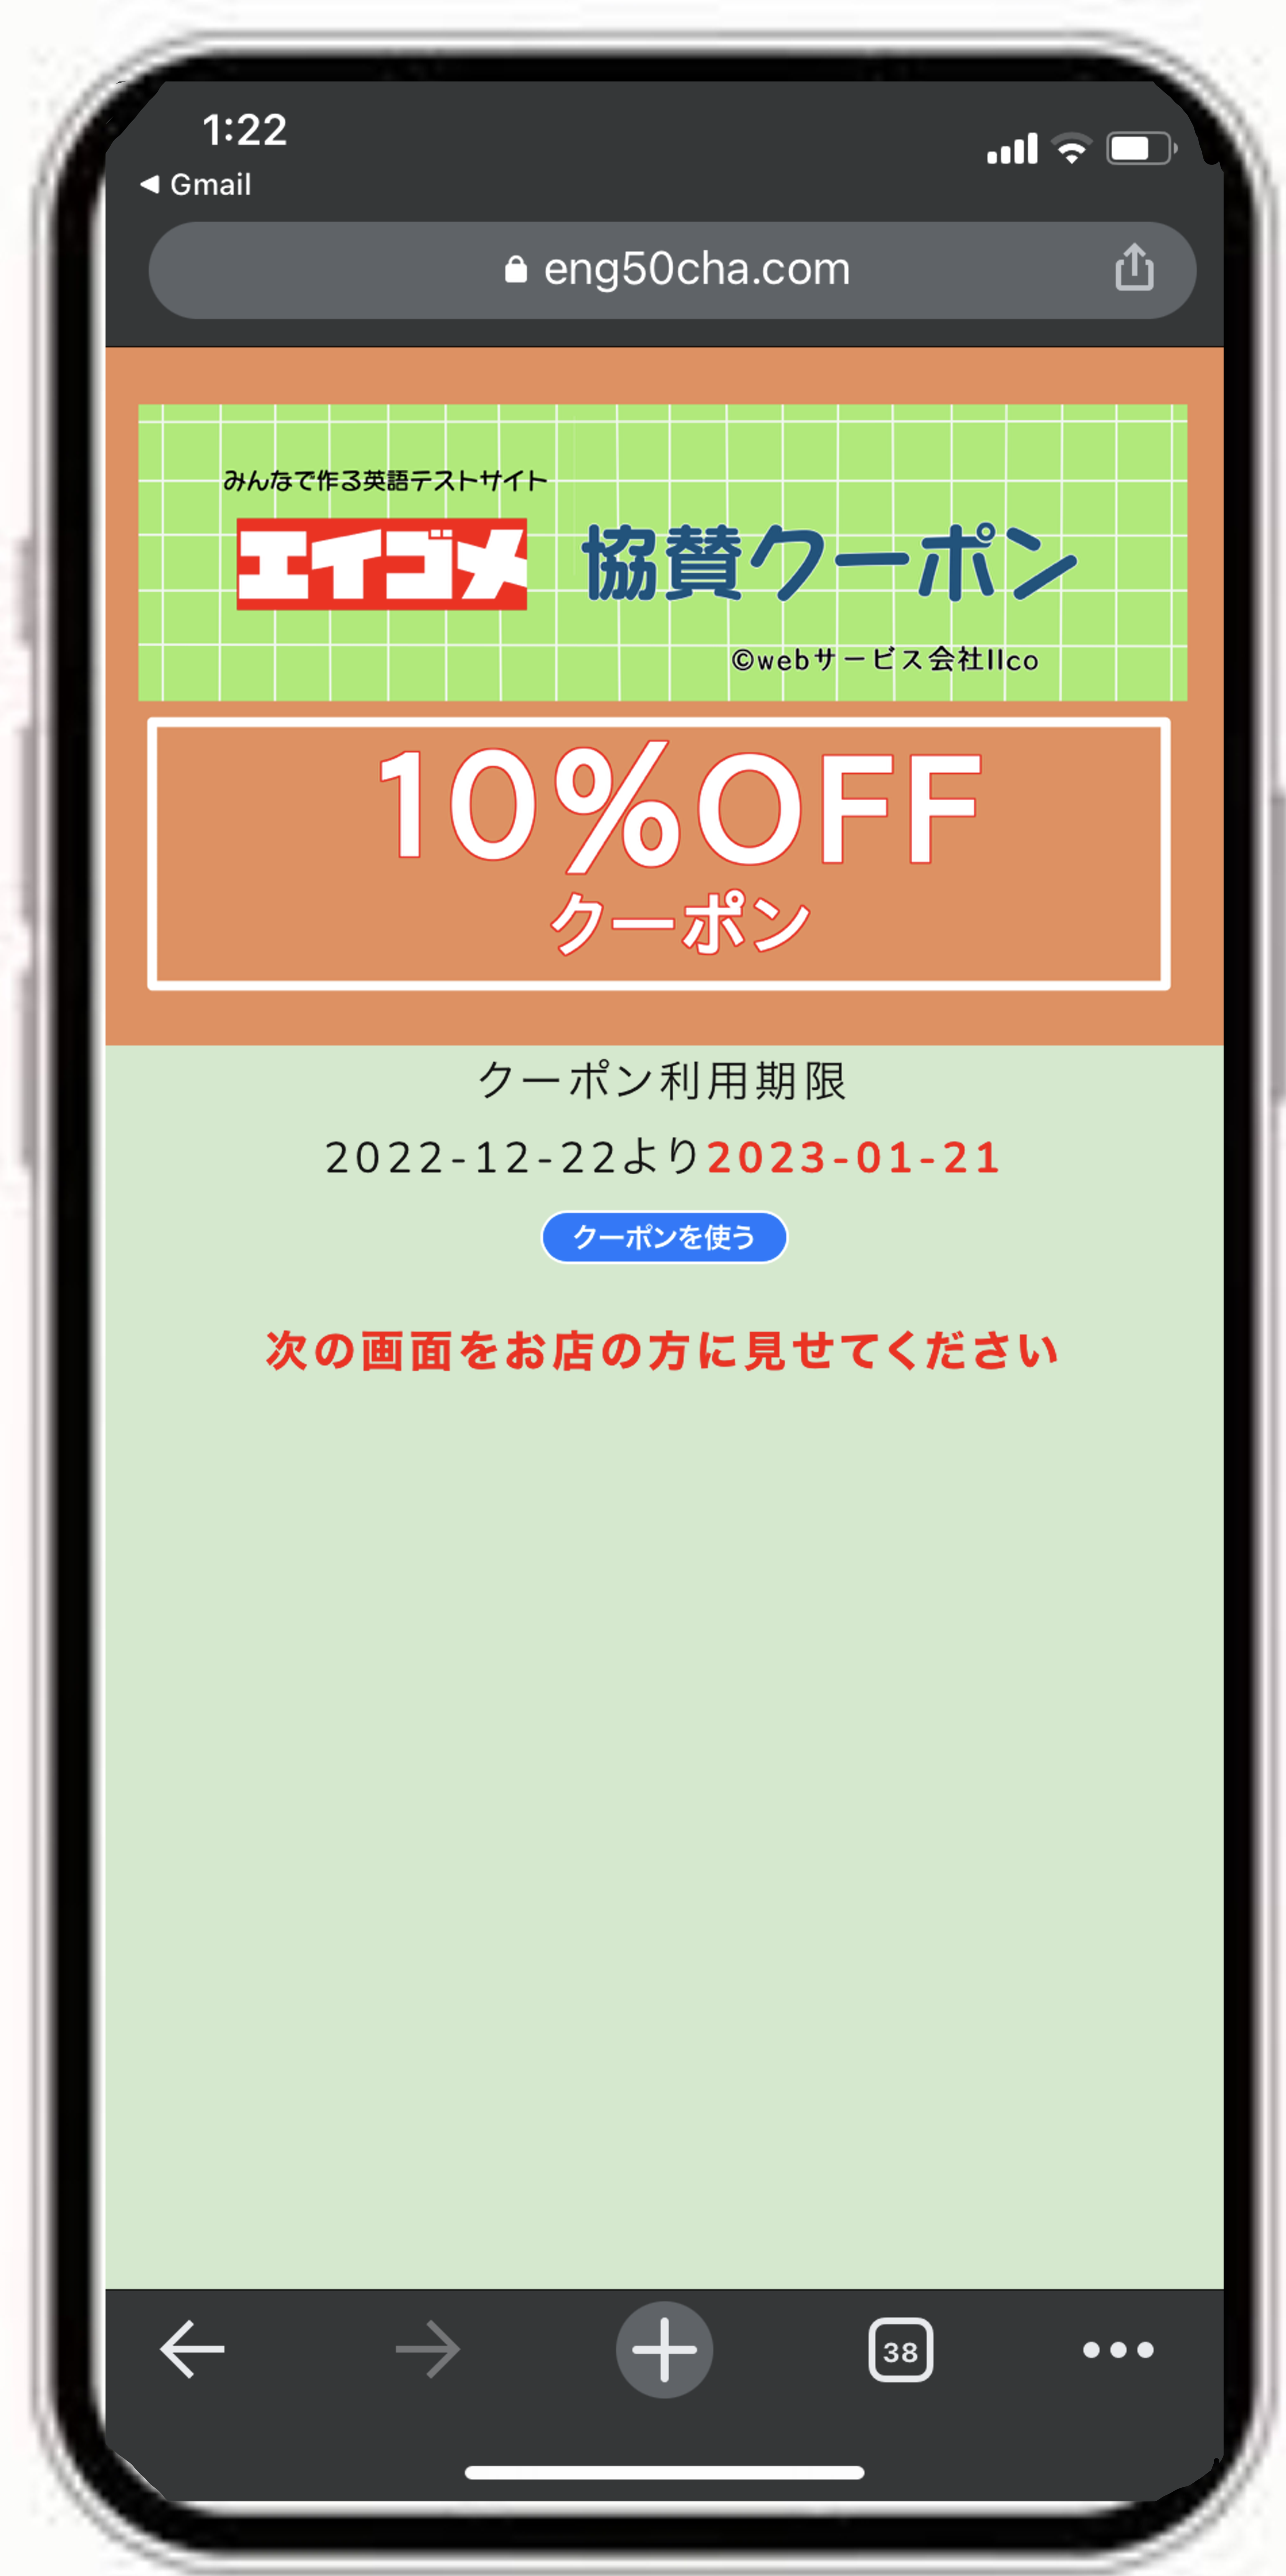 1:22
◀ Gmail
eng50cha.com
みんなで作る英語テストサイト
エイゴメ 協賛クーポン
©webサービス会社IIco
10%OFF
クーポン
クーポン利用期限
2022-12-22より2023-01-21
クーポンを使う
次の画面をお店の方に見せてください
38